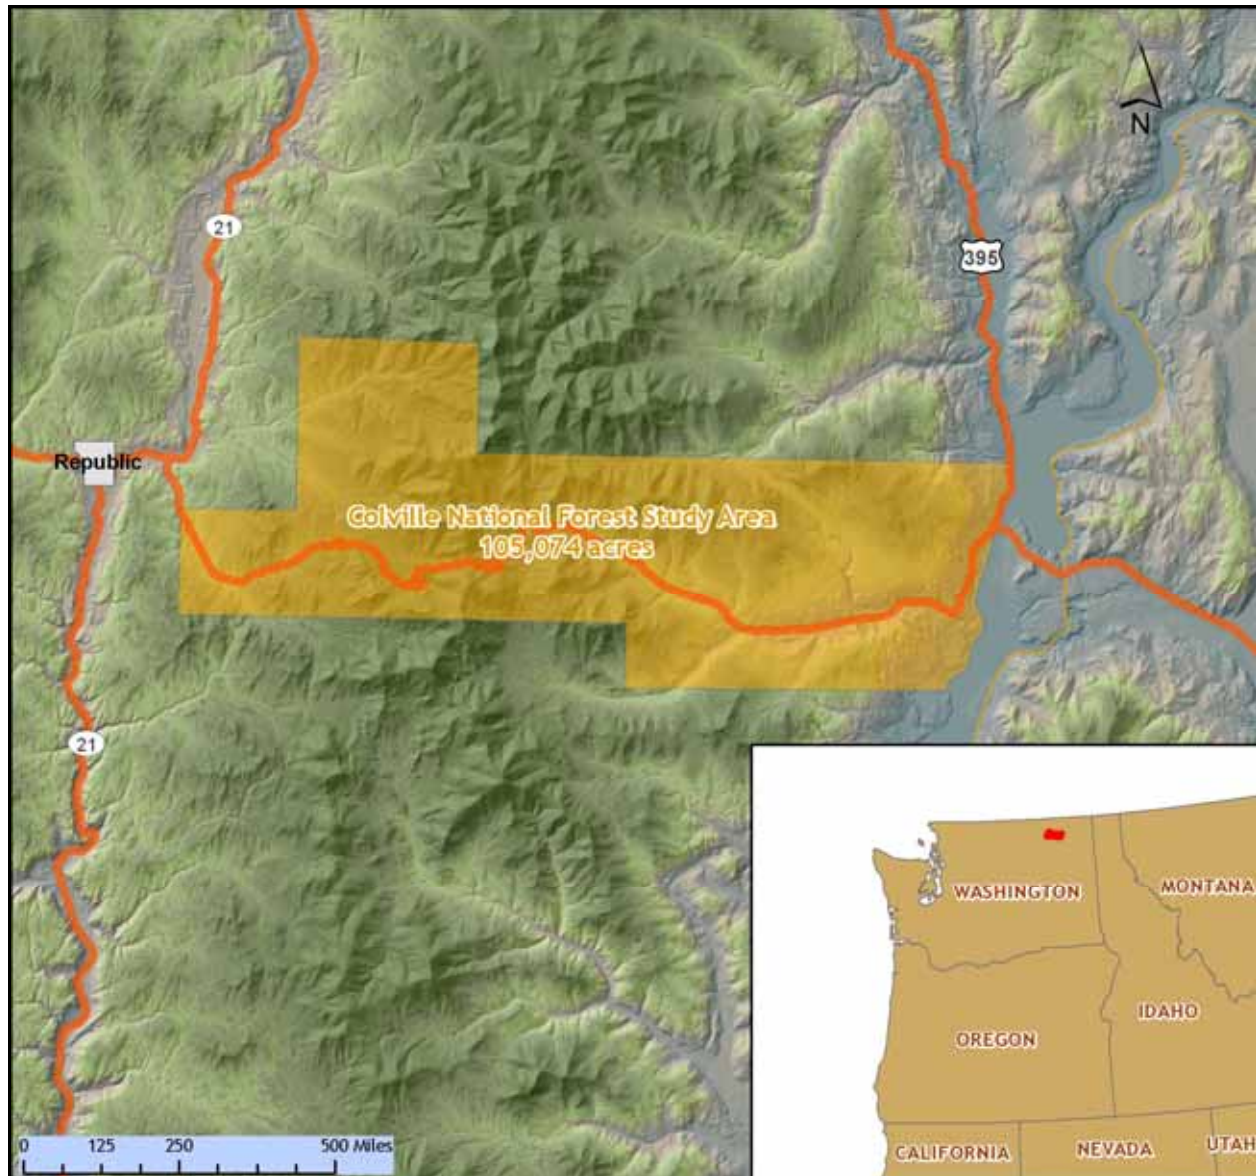 N
21
395
Republic
Colville National Forest Study Area
105,074 acres
21
WASHINGTON
MONTANA
OREGON
IDAHO
CALIFORNIA
NEVADA
UTAH
0 125 250 500 Miles